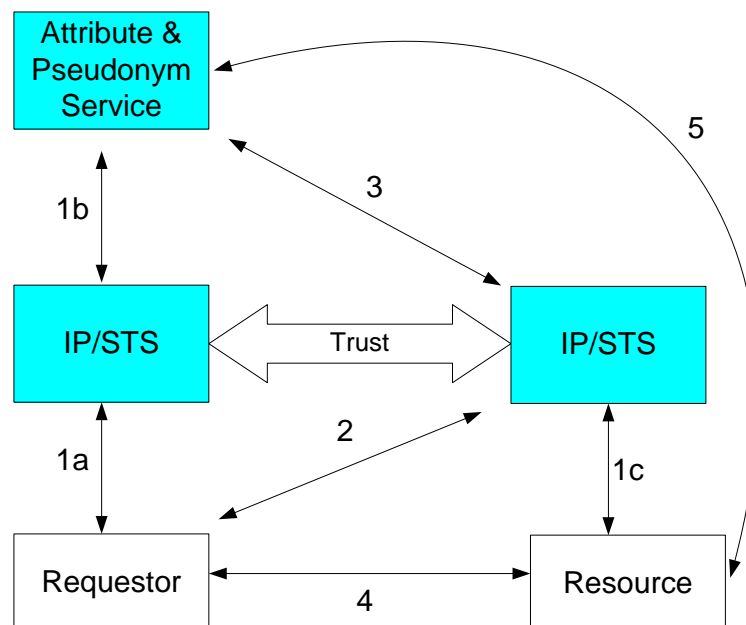 Attribute &
Pseudonym
Service
5
3
1b
IP/STS
Trust
IP/STS
2
1a
1c
Requestor
4
Resource